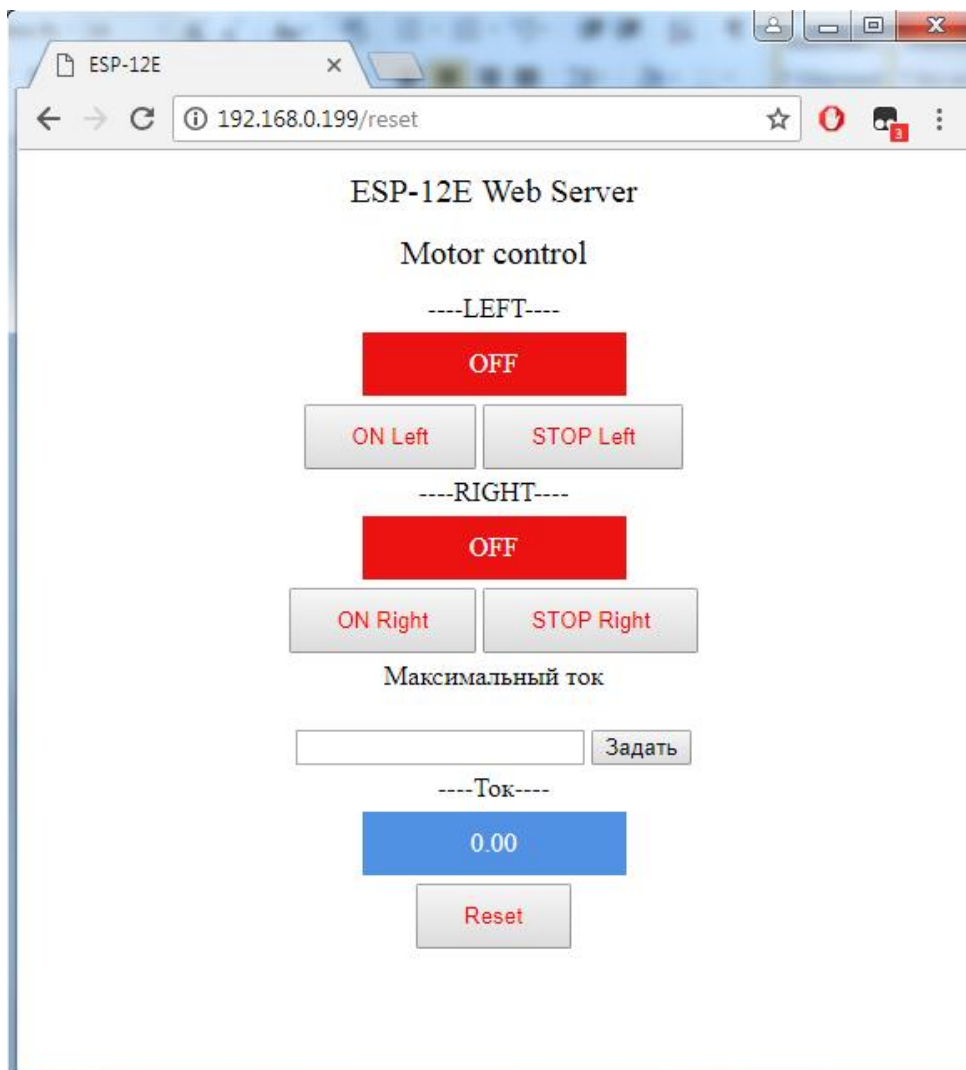 ESP-12E
192.168.0.199/reset
3
ESP-12E Web Server
Motor control
----LEFT----
OFF
ON Left STOP Left
----RIGHT----
OFF
ON Right STOP Right
Максимальный ток
Задать
----Ток----
0.00
Reset